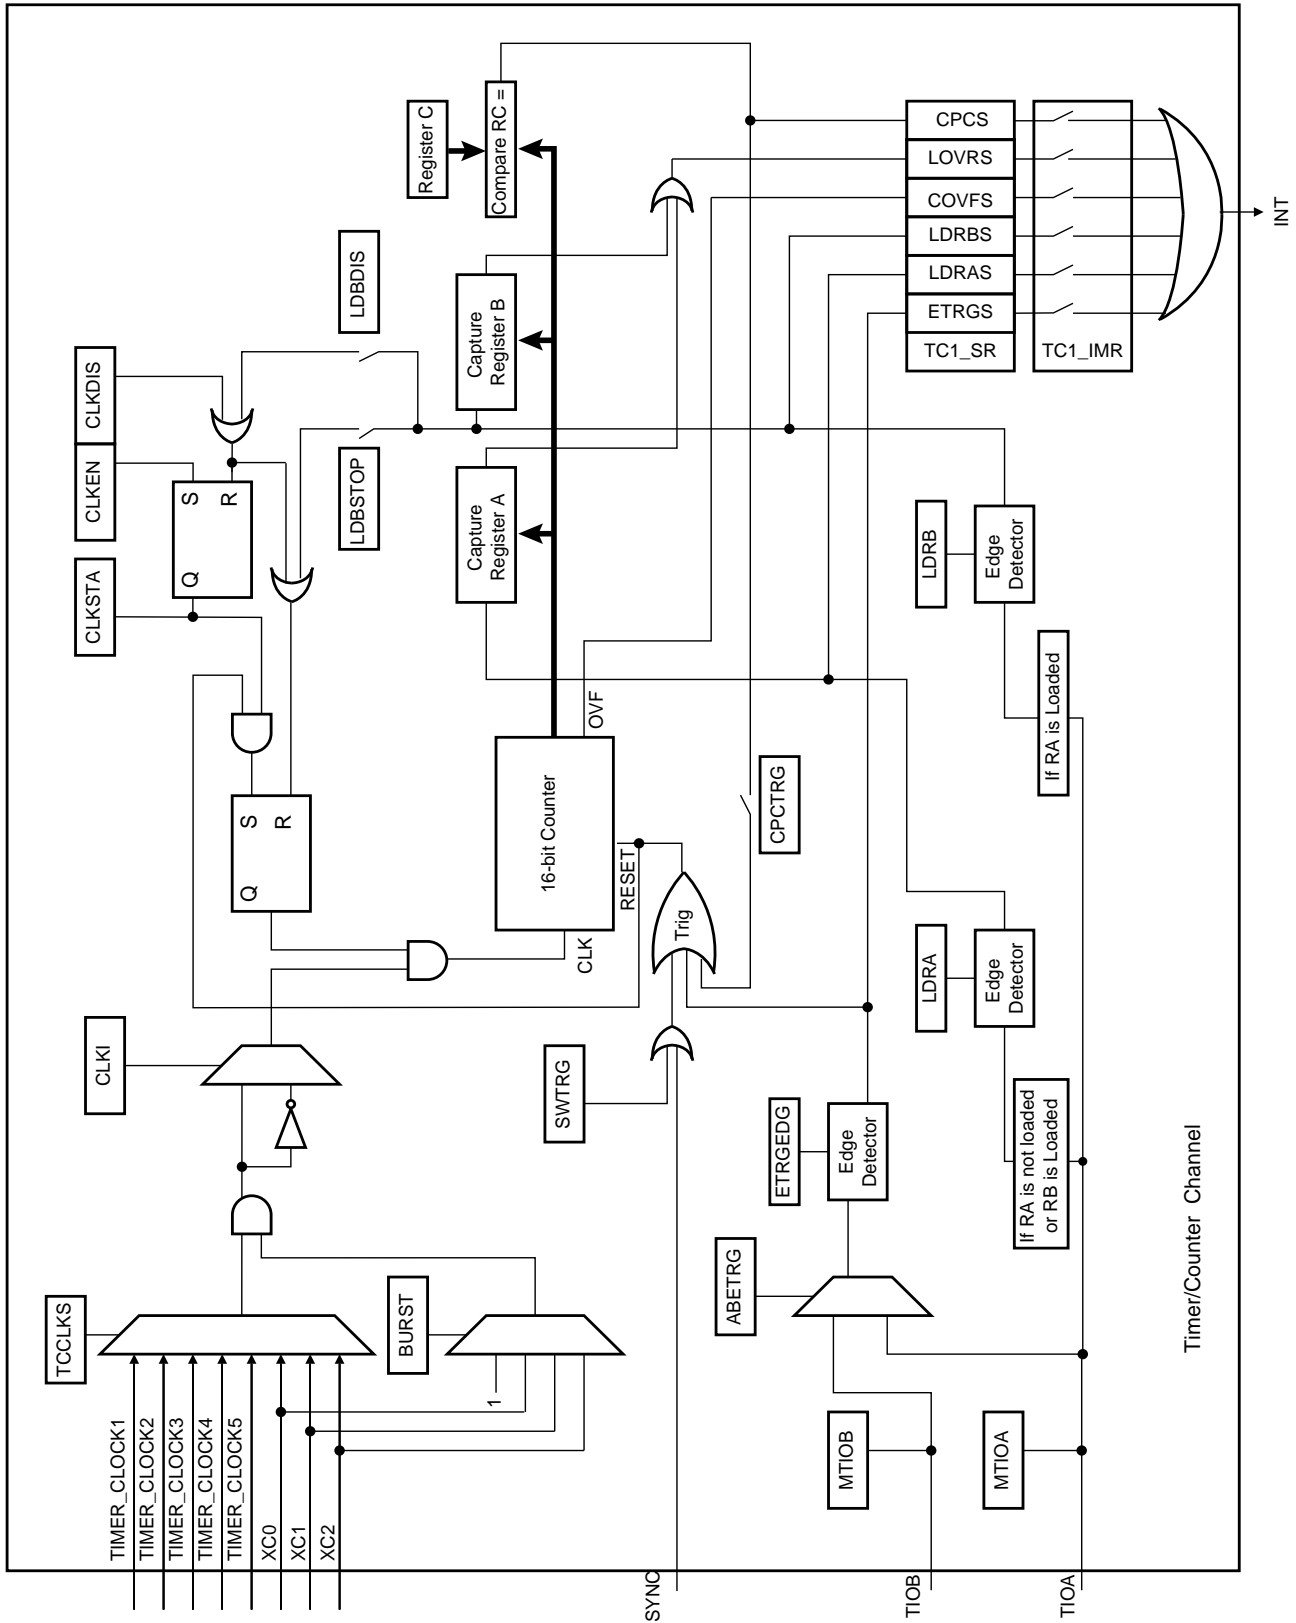 TCCLKS
TIMER_CLOCK1
TIMER_CLOCK2
TIMER_CLOCK3
TIMER_CLOCK4
TIMER_CLOCK5
XC0
XC1
XC2
CLKI
CLKSTA
CLKEN
CLKDIS
Q
S
R
Q
S
R
BURST
1
LDBSTOP
LDBDIS
Register C
Capture
Register A
Capture
Register B
Compare RC =
16-bit Counter
CLK
OVF
RESET
SWTRG
SYNC
Trig
ABETRG
ETRGEDG
CPCTRG
MTIOB
TIOB
Edge
Detector
LDRA
LDRB
CPCS
LOVRS
COVFS
LDRBS
LDRAS
ETRGS
TC1_SR
TC1_IMR
MTIOA
TIOA
If RA is not loaded
or RB is Loaded
Edge
Detector
If RA is Loaded
Edge
Detector
Timer/Counter Channel
INT